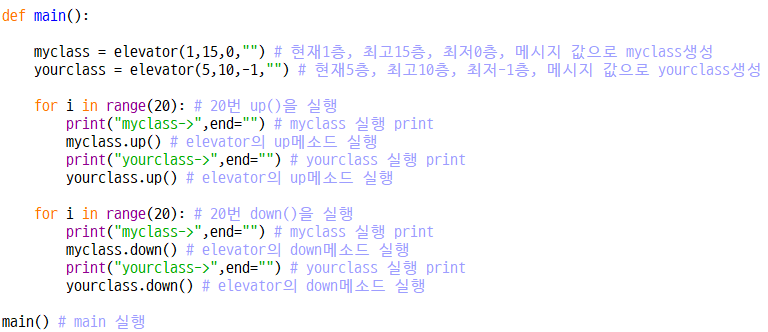 def main():
myclass = elevator(1,15,0,"") # 현재1층, 최고15층, 최저0층, 메시지 값으로 myclass생성
yourclass = elevator(5,10,-1,"") # 현재5층, 최고10층, 최저-1층, 메시지 값으로 yourclass생성
for i in range(20): # 20번 up()을 실행
print("myclass->",end="") # myclass 실행 print
myclass.up() # elevator의 up메소드 실행
print("yourclass->",end="") # yourclass 실행 print
yourclass.up() # elevator의 up메소드 실행
for i in range(20): # 20번 down()을 실행
print("myclass->",end="") # myclass 실행 print
myclass.down() # elevator의 down메소드 실행
print("yourclass->",end="") # yourclass 실행 print
yourclass.down() # elevator의 down메소드 실행
main() # main 실행